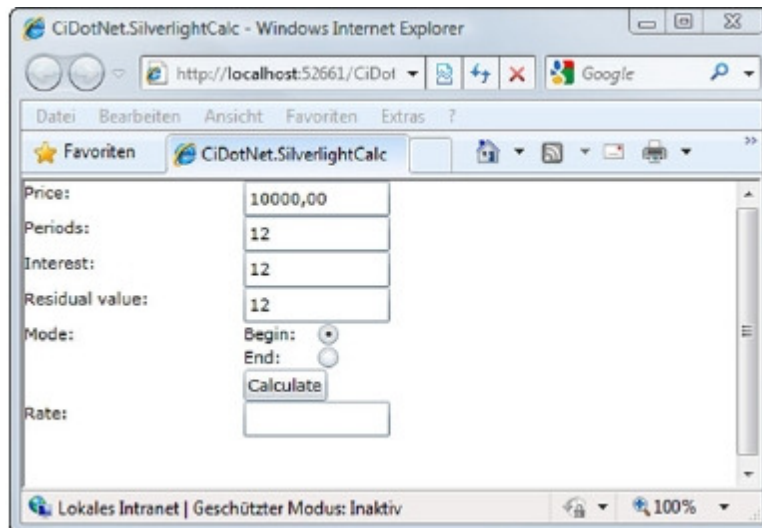 CiDotNet.SilverlightCalc - Windows Internet Explorer
http://localhost:52661/CiDot
Google
Datei Bearbeiten Ansicht Favoriten Extras ?
Favoriten CiDotNet.SilverlightCalc
Price: 10000,00
Periods: 12
Interest: 12
Residual value: 12
Mode: Begin:
End:
Calculate
Rate:
Lokales Intranet | Geschützter Modus: Inaktiv 100%